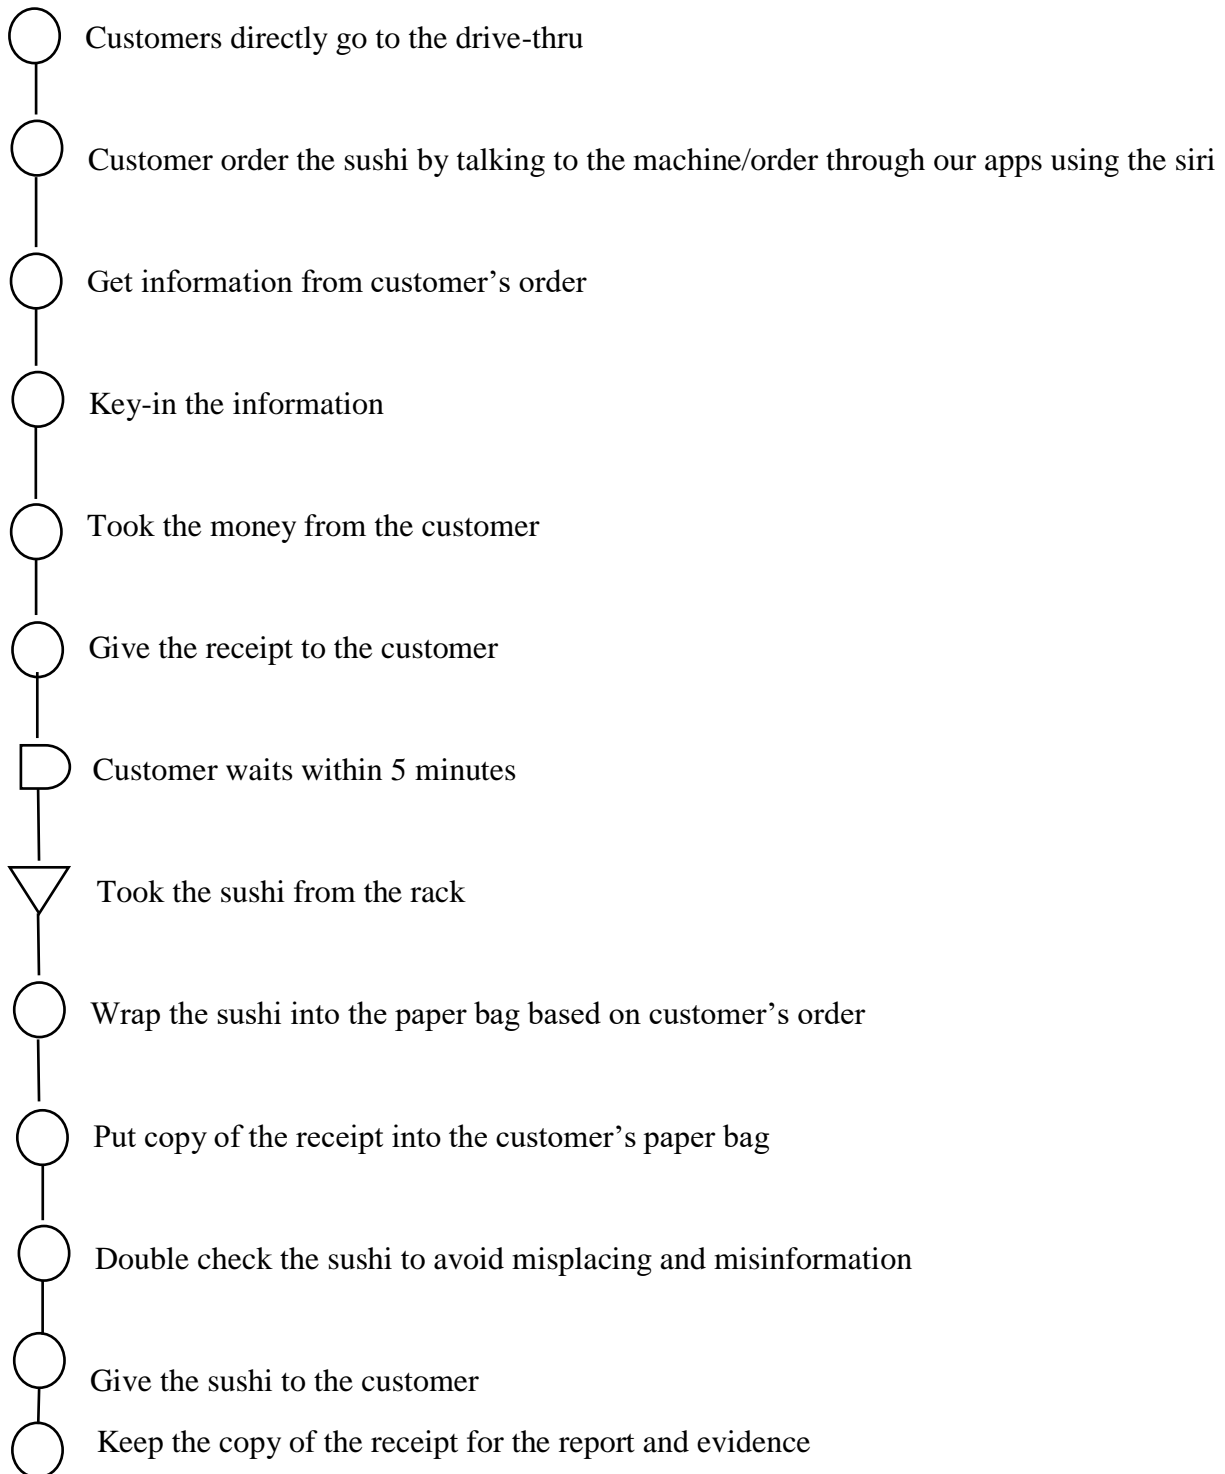 Customers directly go to the drive-thru
Customer order the sushi by talking to the machine/order through our apps using the siri
Get information from customer’s order
Key-in the information
Took the money from the customer
Give the receipt to the customer
Customer waits within 5 minutes
Took the sushi from the rack
Wrap the sushi into the paper bag based on customer’s order
Put copy of the receipt into the customer’s paper bag
Double check the sushi to avoid misplacing and misinformation
Give the sushi to the customer
Keep the copy of the receipt for the report and evidence